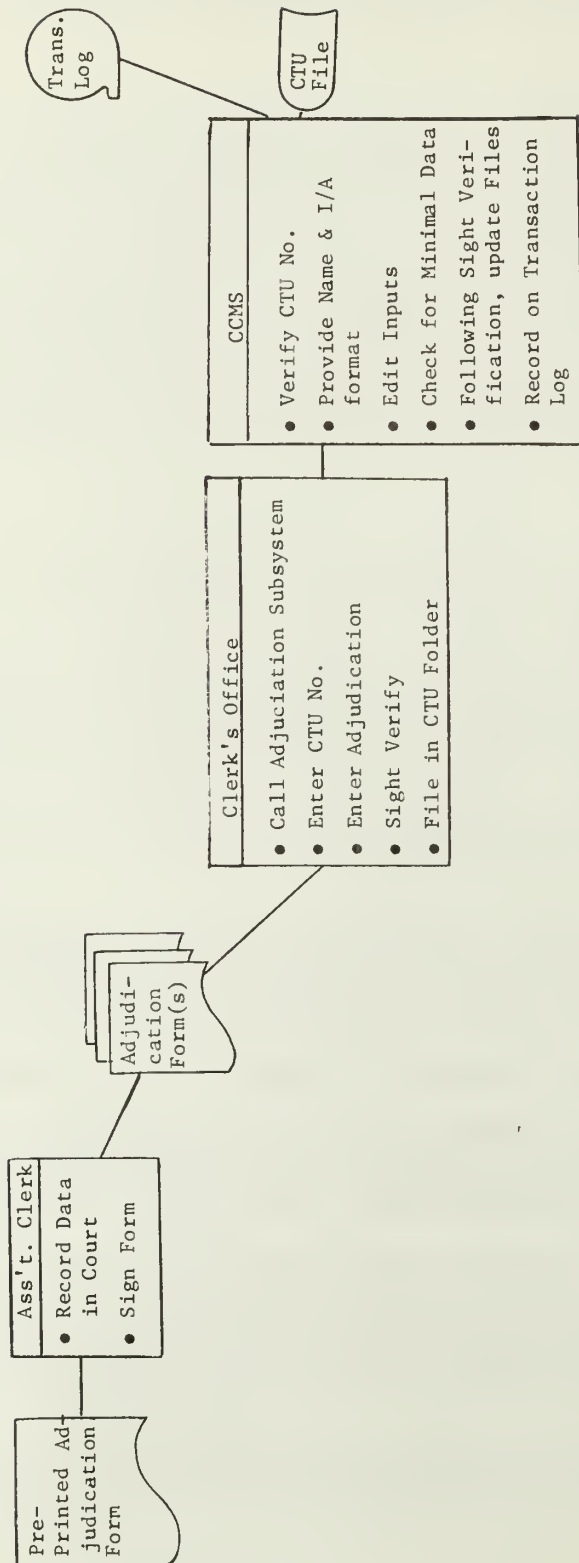 Pre-
Printed Ad-
judication
Form
Ass't. Clerk
● Record Data
in Court
● Sign Form
Adjudi-
cation
Form(s)
Clerk's Office
● Call Adjuciation Subsystem
● Enter CTU No.
● Enter Adjudication
● Sight Verify
● File in CTU Folder
CCMS
● Verify CTU No.
● Provide Name & I/A
format
● Edit Inputs
● Check for Minimal Data
● Following Sight Veri-
fication, update Files
● Record on Transaction
Log
Trans.
Log
CTU
File